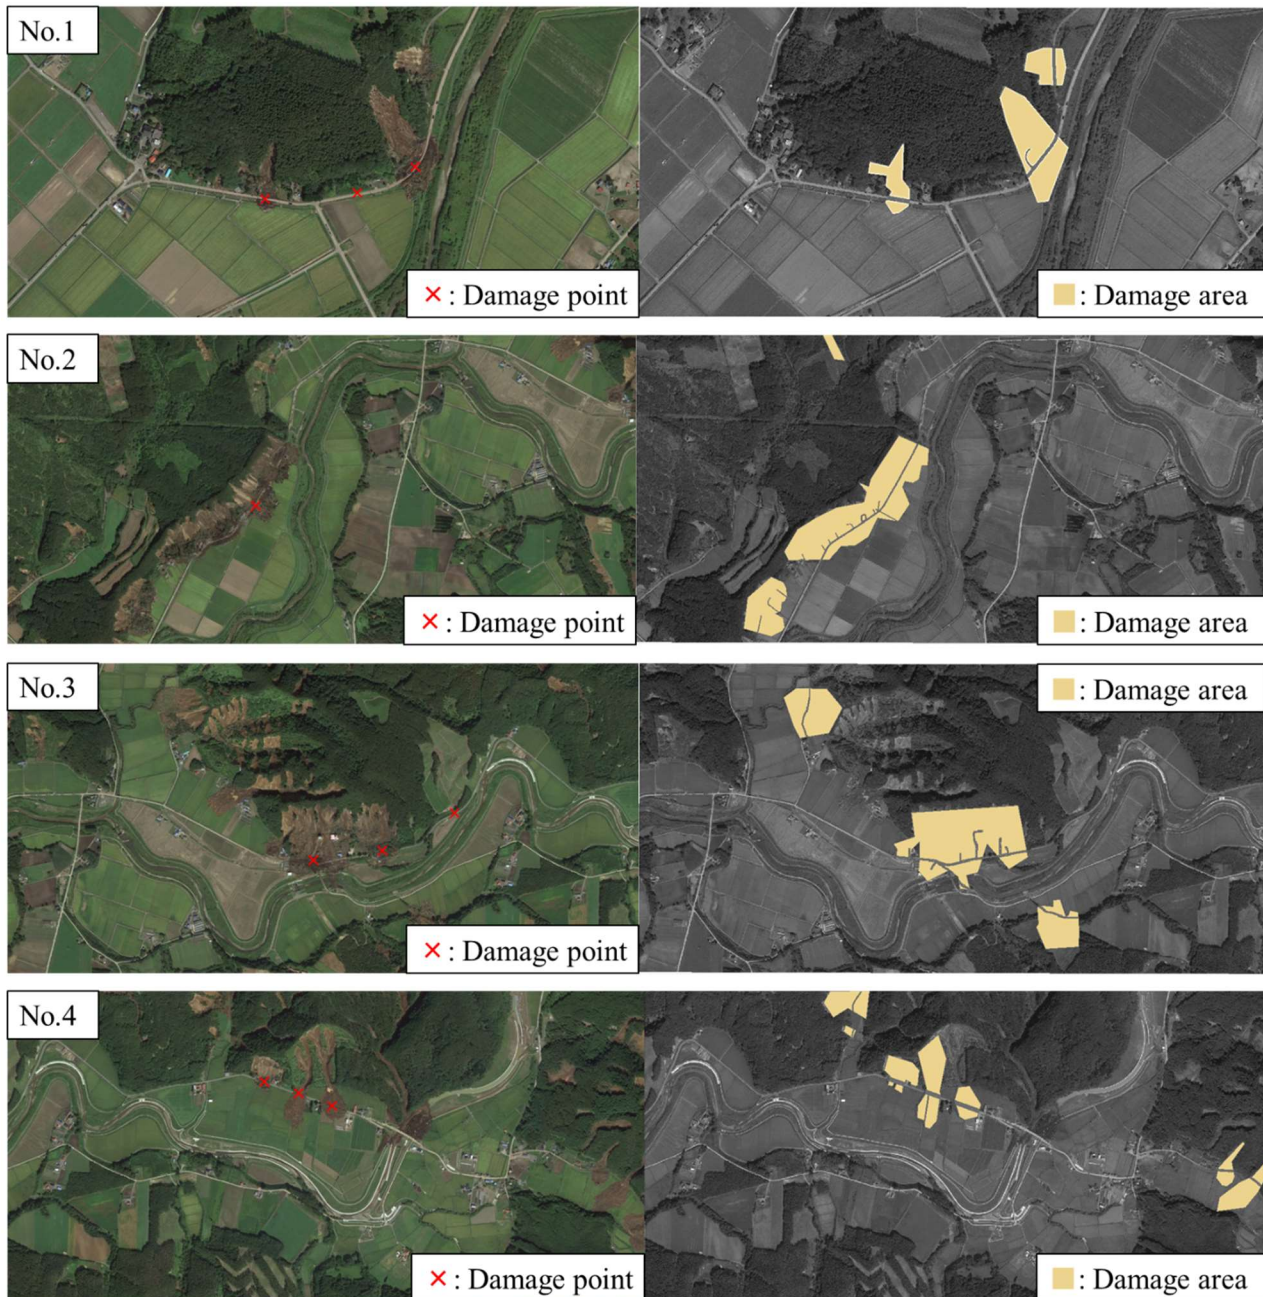 No.1
× : Damage point
: Damage area
No.2
× : Damage point
: Damage area
No.3
: Damage area
× : Damage point
No.4
× : Damage point
: Damage area